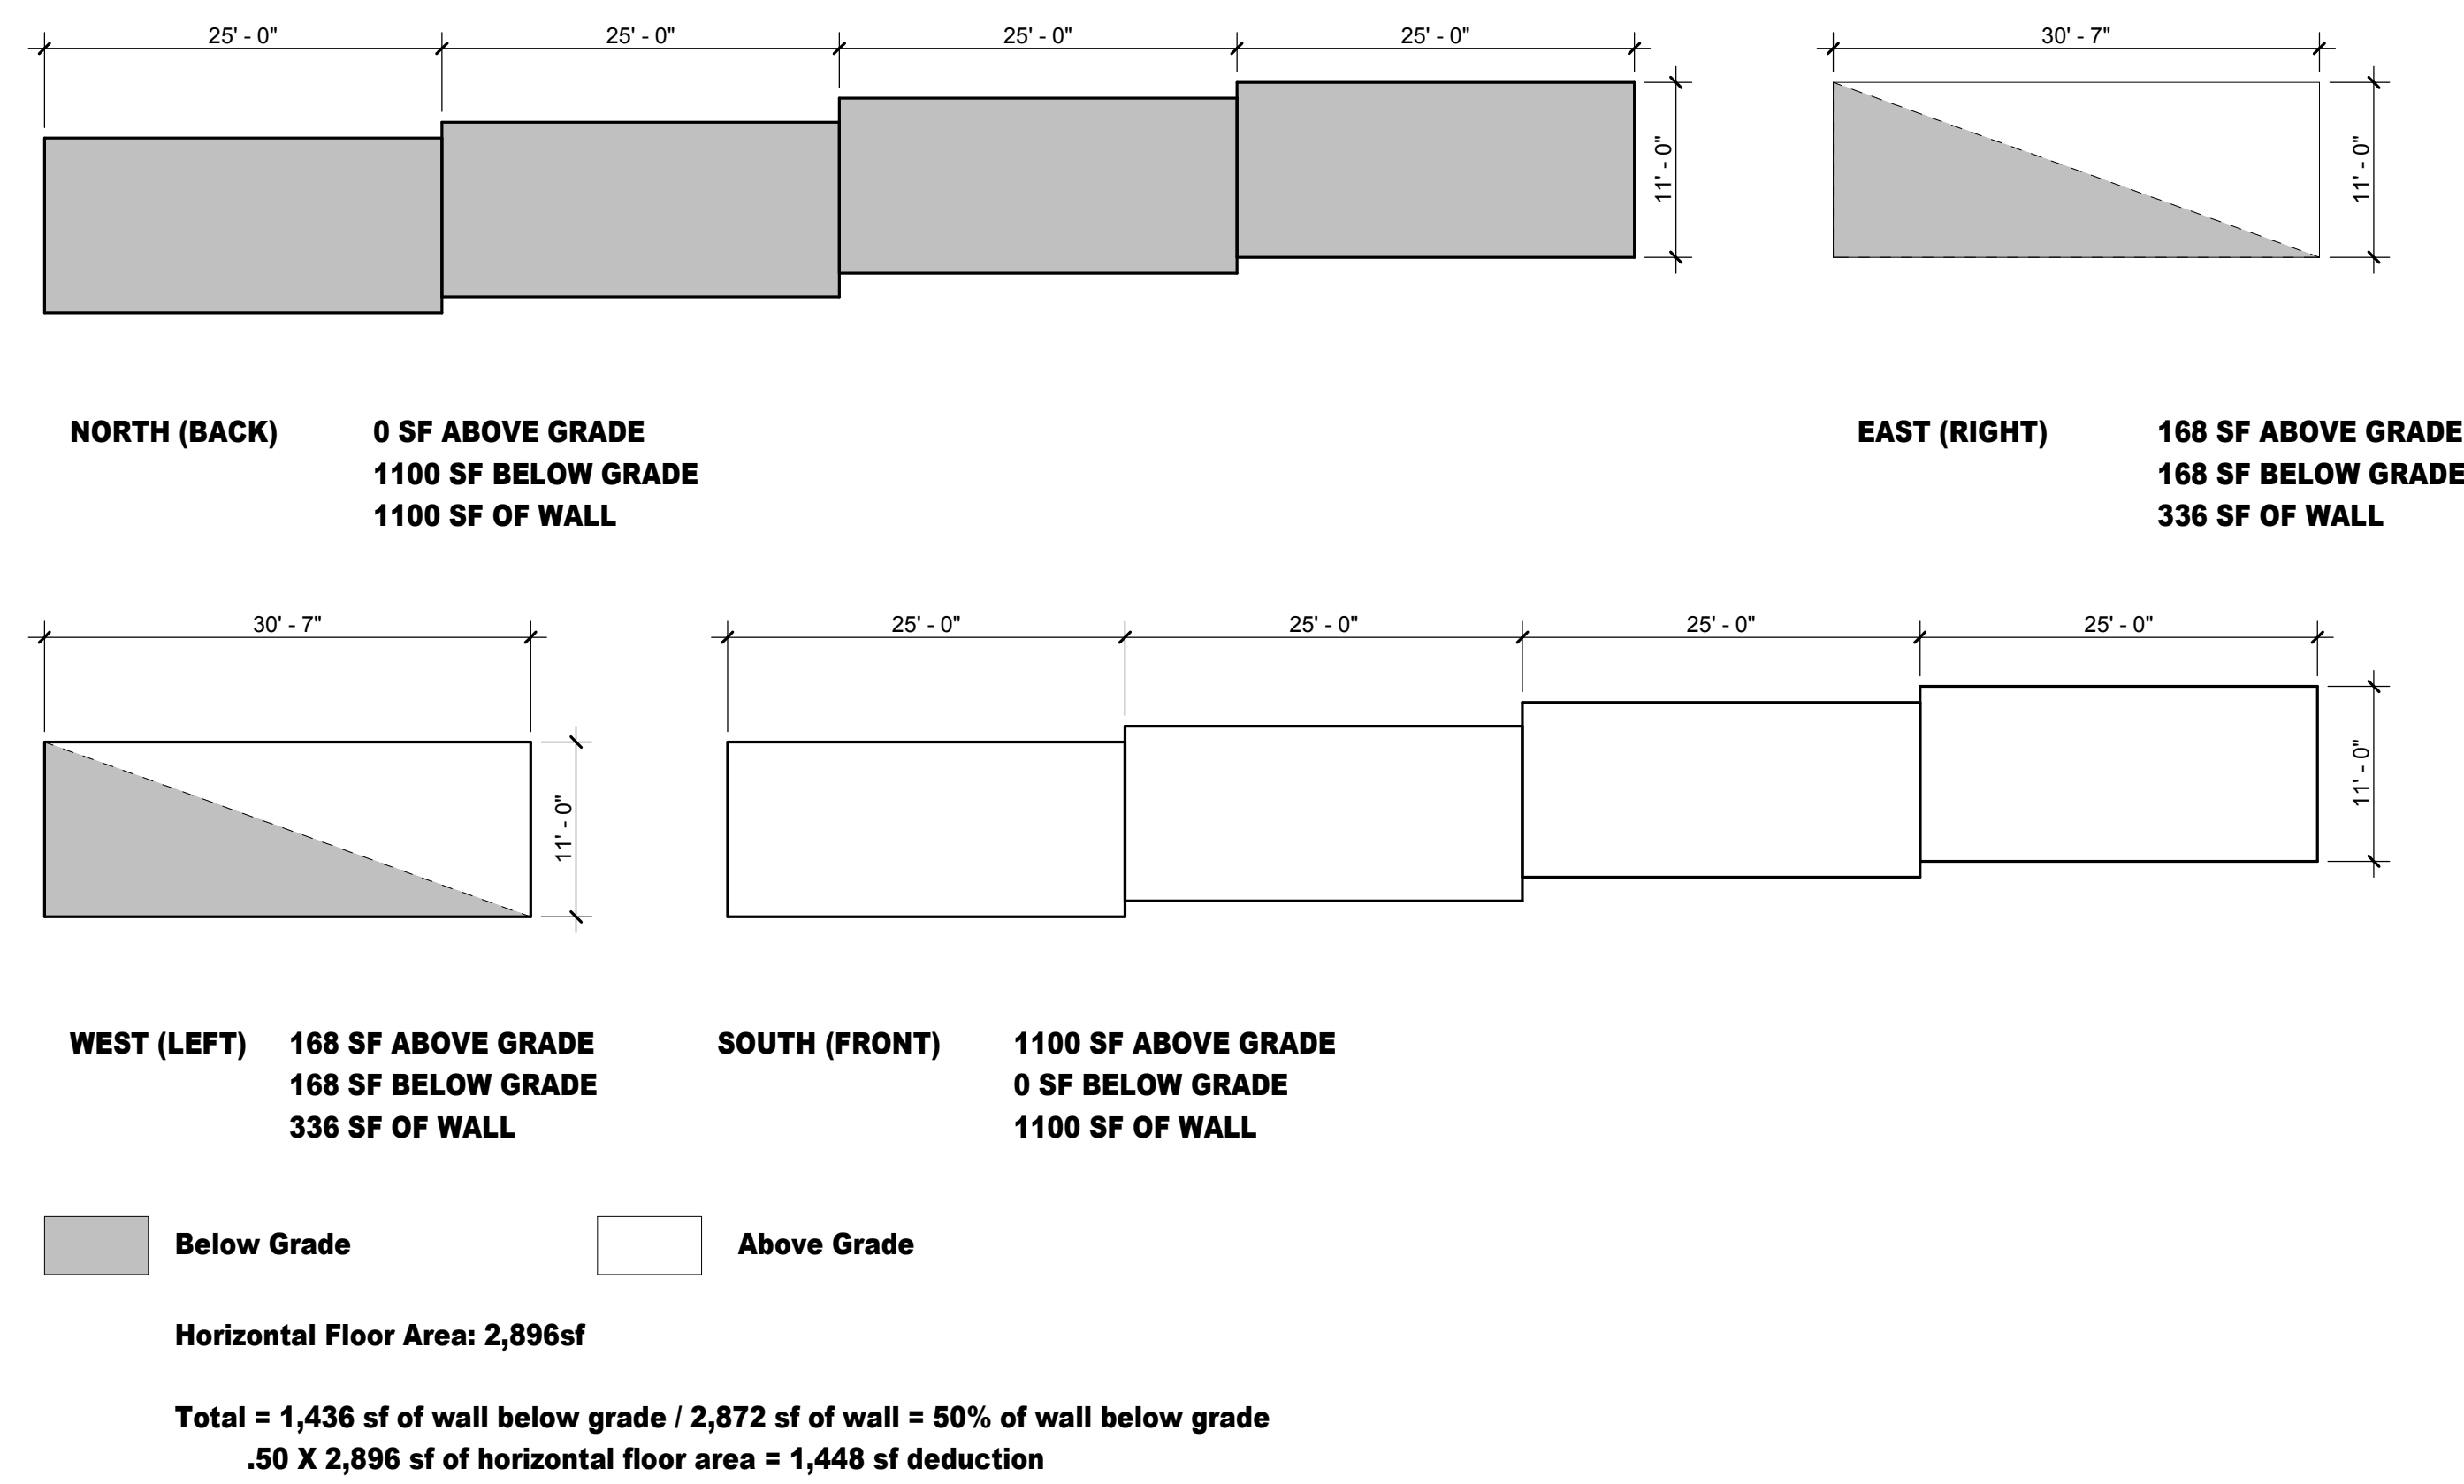 25' - 0" 25' - 0" 25' - 0" 25' - 0"
11' - 0"
30' - 7"
11' - 0"
NORTH (BACK) 0 SF ABOVE GRADE
1100 SF BELOW GRADE
1100 SF OF WALL
EAST (RIGHT) 168 SF ABOVE GRADE
168 SF BELOW GRADE
336 SF OF WALL
30' - 7"
11' - 0"
25' - 0" 25' - 0" 25' - 0" 25' - 0"
11' - 0"
WEST (LEFT) 168 SF ABOVE GRADE
168 SF BELOW GRADE
336 SF OF WALL
SOUTH (FRONT) 1100 SF ABOVE GRADE
0 SF BELOW GRADE
1100 SF OF WALL
Below Grade Above Grade
Horizontal Floor Area: 2,896sf
Total = 1,436 sf of wall below grade / 2,872 sf of wall = 50% of wall below grade
.50 X 2,896 sf of horizontal floor area = 1,448 sf deduction